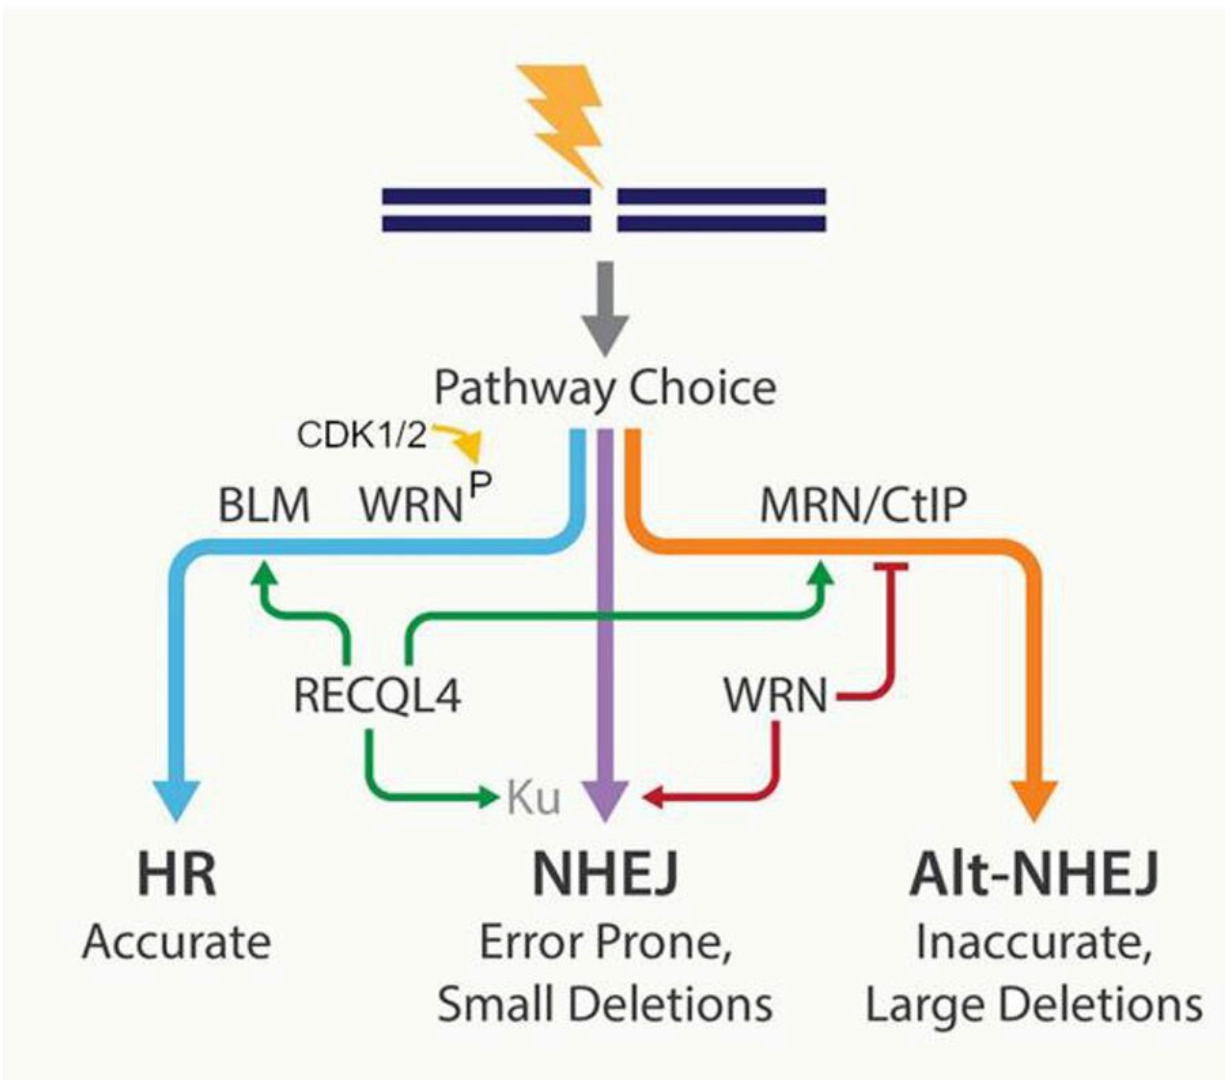 Pathway Choice
CDK1/2
P
BLM WRN
MRN/CtIP
RECQL4
WRN
Ku
HR
Accurate
NHEJ
Error Prone,
Small Deletions
Alt-NHEJ
Inaccurate,
Large Deletions